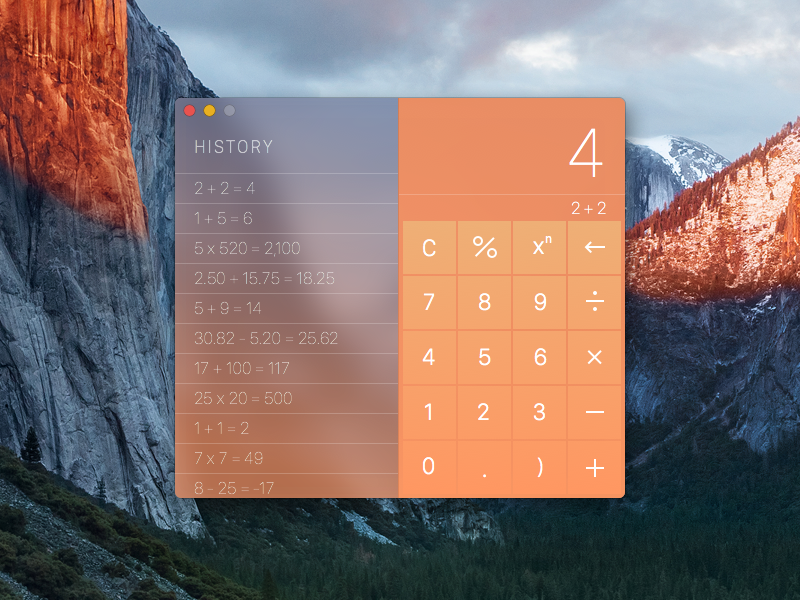 HISTORY
2 + 2 = 4
1 + 5 = 6
5 x 520 = 2,100
2.50 + 15.75 = 18.25
5 + 9 = 14
30.82 - 5.20 = 25.62
17 + 100 = 117
25 x 20 = 500
1 + 1 = 2
7 x 7 = 49
8 - 25 = -17
4
2+2
C % xⁿ ←
7 8 9 ÷
4 5 6 ×
1 2 3 −
0 . ) +